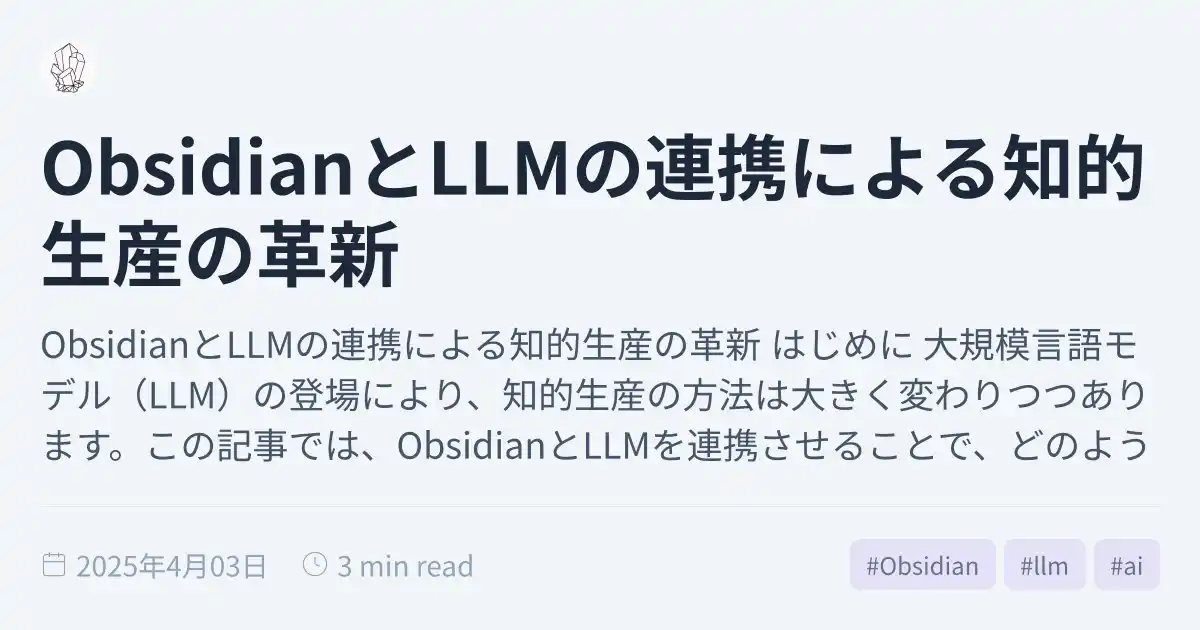 ObsidianとLLMの連携による知的
生産の革新
ObsidianとLLMの連携による知的生産の革新 はじめに 大規模言語モ
デル（LLM）の登場により、知的生産の方法は大きく変わりつつあり
ます。この記事では、ObsidianとLLMを連携させることで、どのよう
2025年4月03日 3 min read #Obsidian #llm #ai